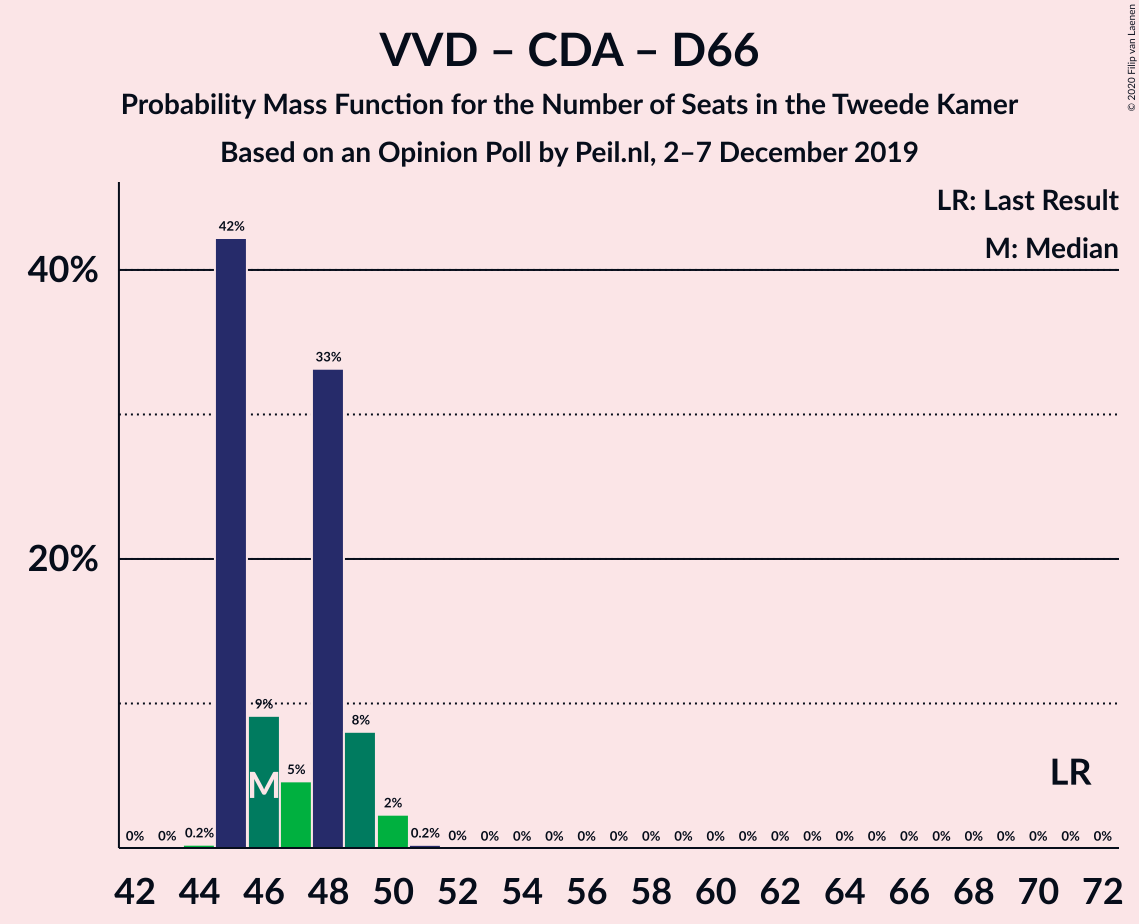 VVD – CDA – D66
Probability Mass Function for the Number of Seats in the Tweede Kamer
Based on an Opinion Poll by Peil.nl, 2–7 December 2019
© 2020 Filip van Laenen
LR: Last Result
M: Median
40%
20%
0% 0% 0.2% 42% 9% 5% 33% 8% 2% 0.2% 0% 0% 0% 0% 0% 0% 0% 0% 0% 0% 0% 0% 0% 0% 0% 0% 0% 0% 0% 0% 0%
M
LR
42 44 46 48 50 52 54 56 58 60 62 64 66 68 70 72